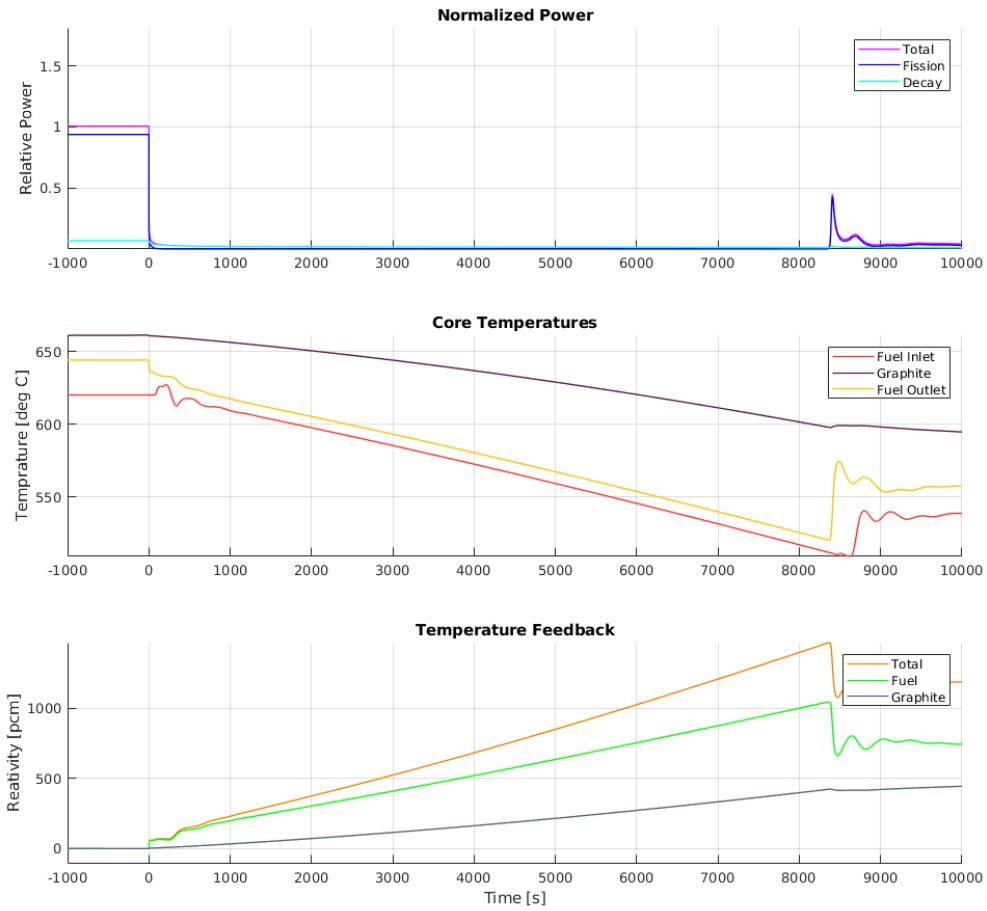 Normalized Power
Total
Fission
Decay
Relative Power
1.5
1
0.5
-1000 0 1000 2000 3000 4000 5000 6000 7000 8000 9000 10000
Core Temperatures
Fuel Inlet
Graphite
Fuel Outlet
Temprature [deg C]
650
600
550
-1000 0 1000 2000 3000 4000 5000 6000 7000 8000 9000 10000
Temperature Feedback
Total
Fuel
Graphite
Reativity [pcm]
1000
500
0
-1000 0 1000 2000 3000 4000 5000 6000 7000 8000 9000 10000
Time [s]